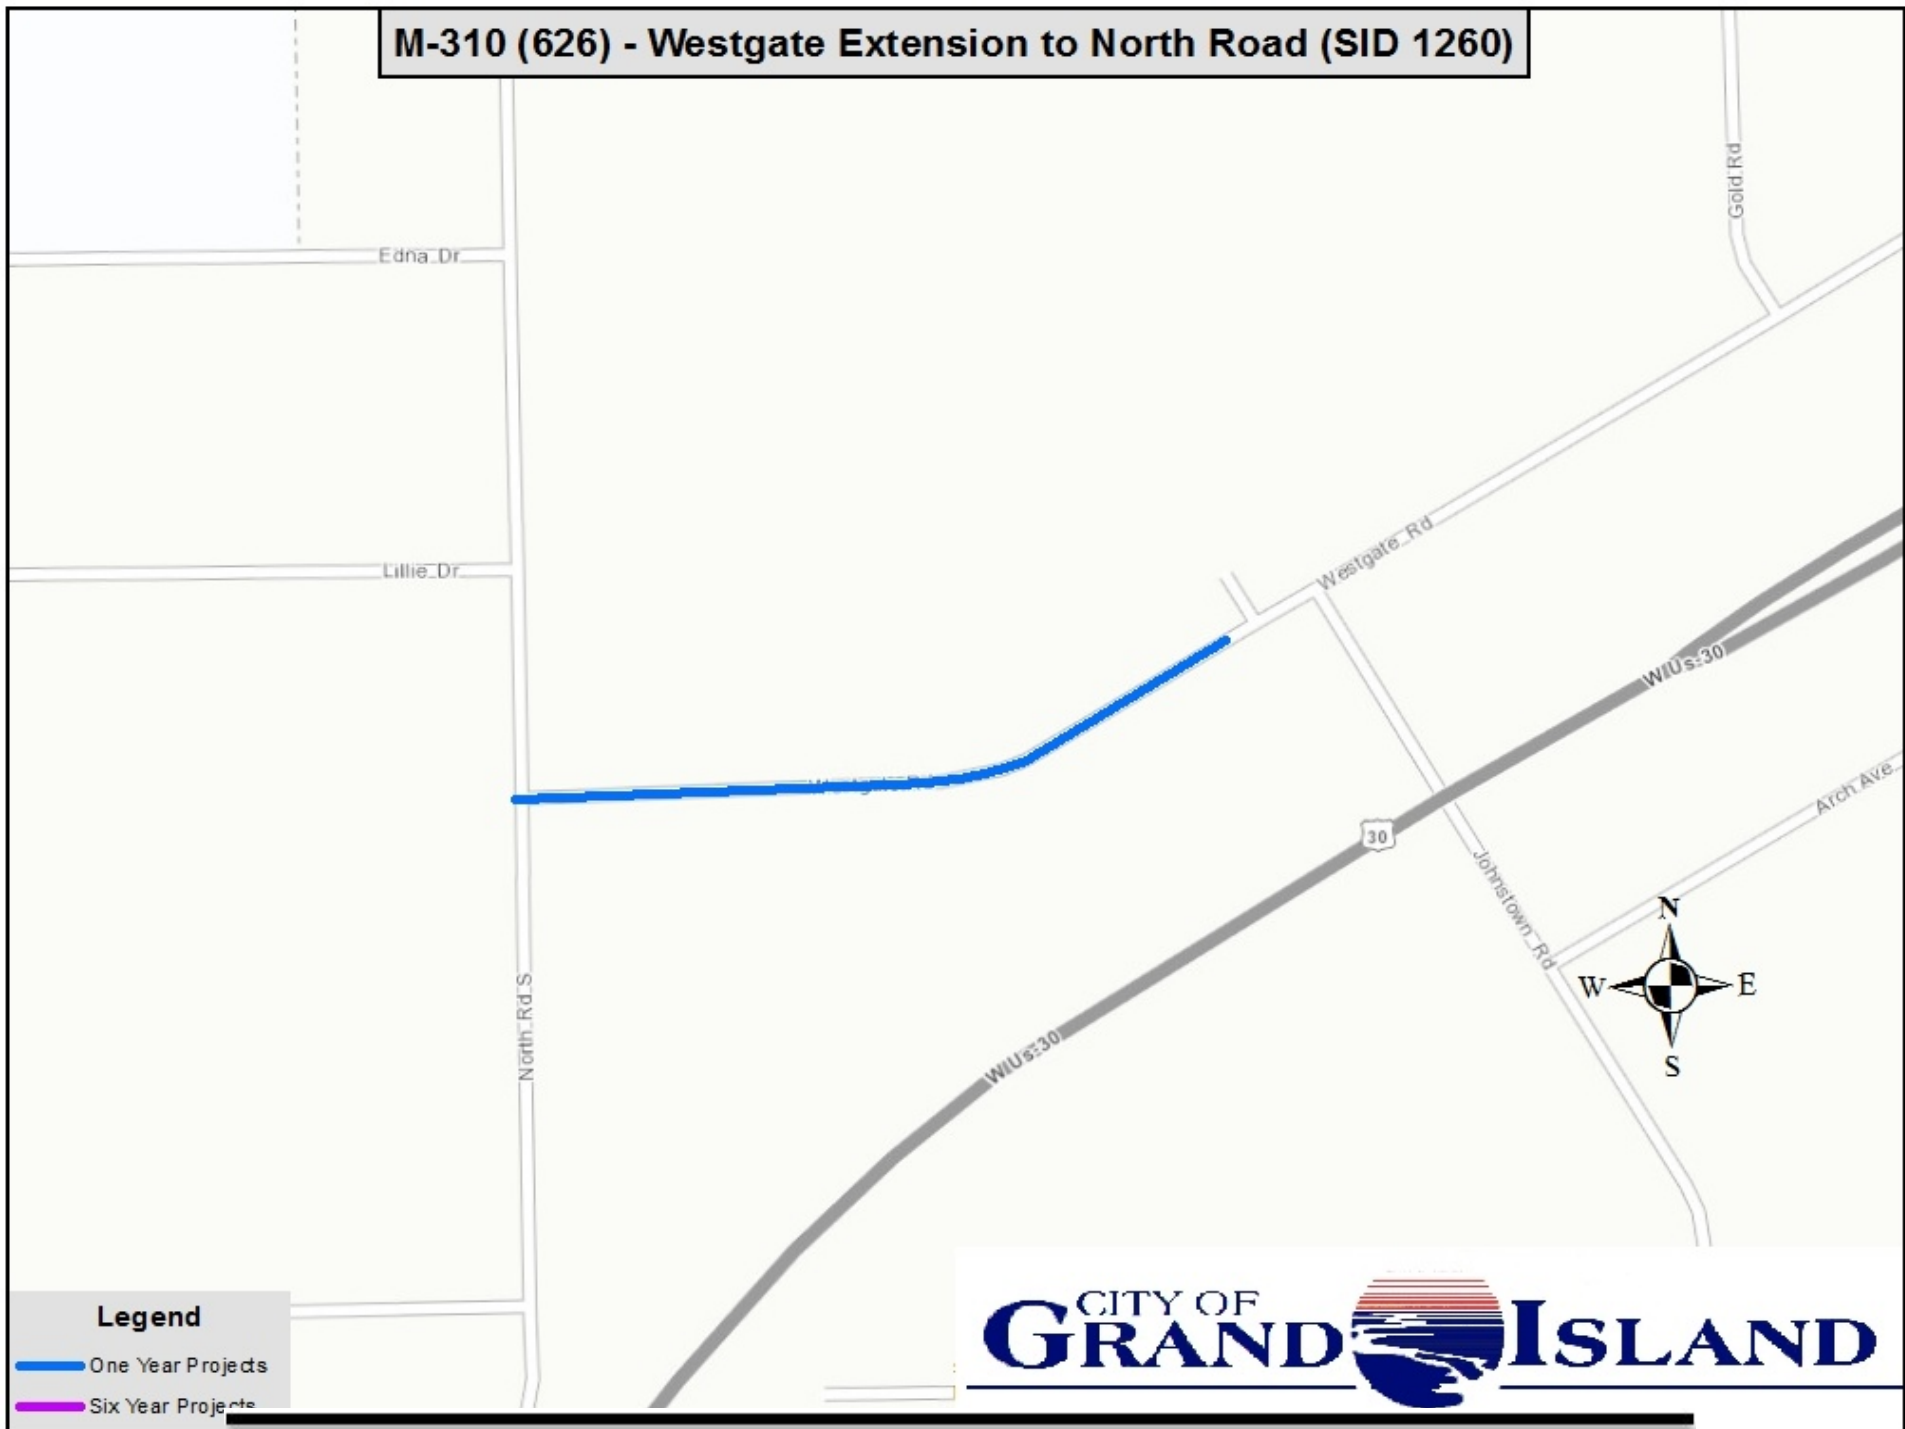 M-310 (626) - Westgate Extension to North Road (SID 1260)
Gold Rd
Edna Dr
Lillie Dr
Westgate Rd
W|Us-30
Arch Ave
30
Johnstown Rd
N
W
E
S
North Rd S
W|Us-30
CITY OF
GRAND ISLAND
Legend
One Year Projects
Six Year Projects